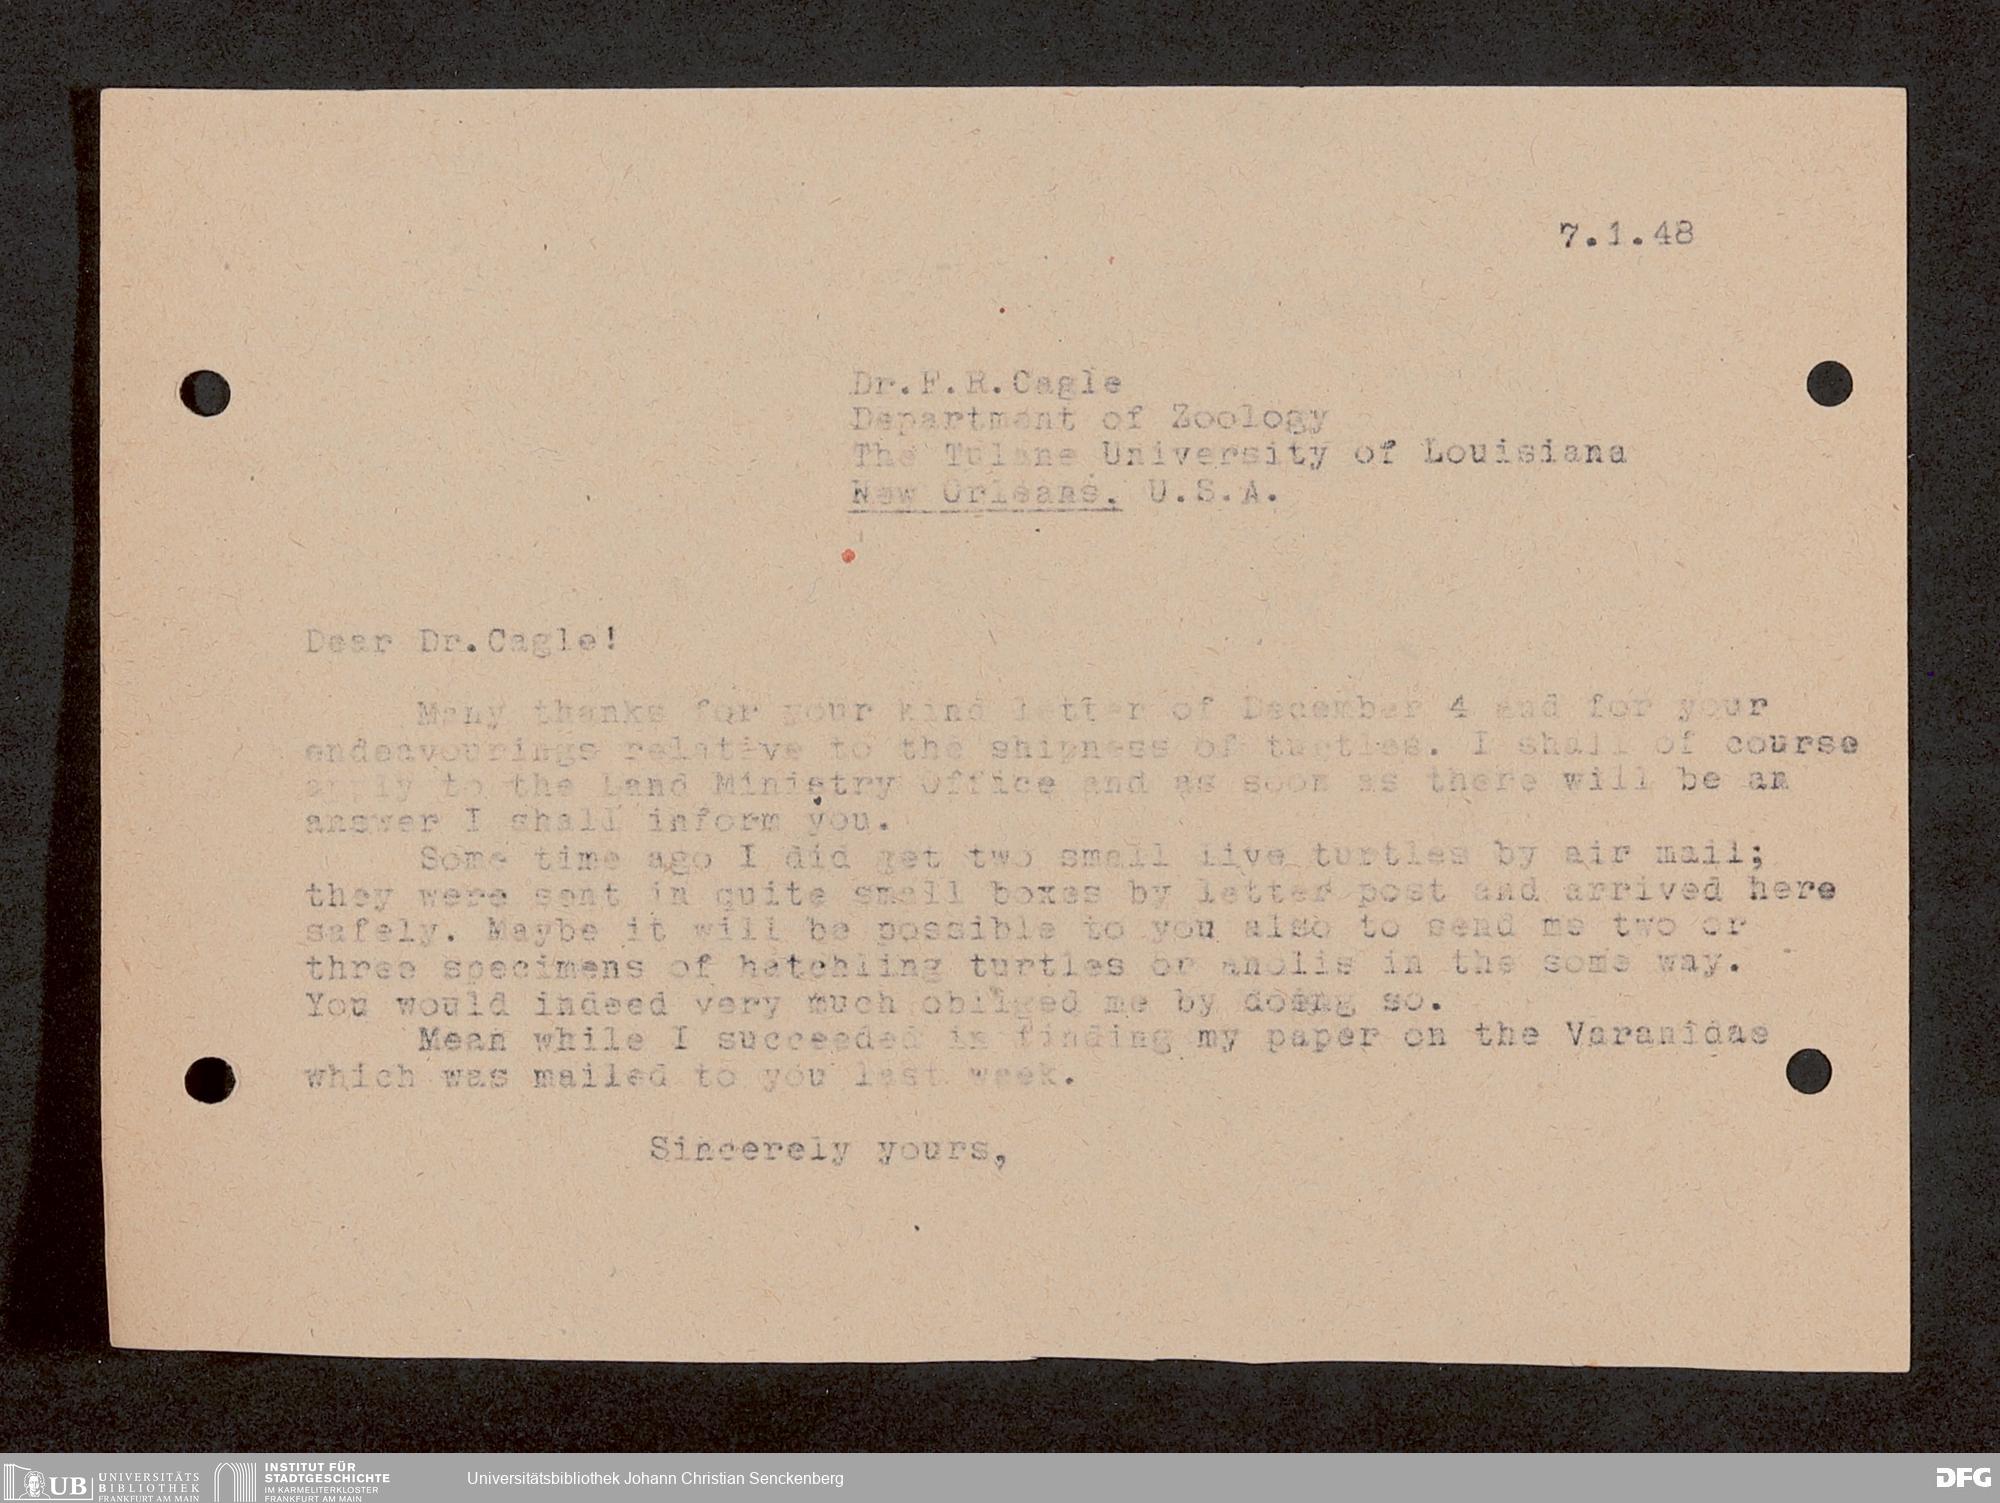 7.1.48
Dr.F.R.Cagle
Department of Zoology
The Tulane University of Louisiana
New Orleans. U.S.A.
Dear Dr.Cagle!
Many thanks for your kind letter of December 4 and for your
endeavourings relative to the shipness of turtles. I shall of course
apply to the Land Ministry Office and as soon as there will be an
answer I shall inform you.
Some time ago I did get two small live turtles by air mail;
they were sent in quite small boxes by letter post and arrived here
safely. Maybe it will be possible to you also to send me two or
three specimens of hatchling turtles or anolis in the some way.
You would indeed very much obilged me by doing so.
Mean while I succeeded in finding my paper on the Varanidae
which was mailed to you last week.
Sincerely yours,
UB UNIVERSITÄTS
BIBLIOTHEK
FRANKFURT AM MAIN
INSTITUT FÜR
STADTGESCHICHTE
IM KARMELITERKLOSTER
FRANKFURT AM MAIN
Universitätsbibliothek Johann Christian Senckenberg
DFG